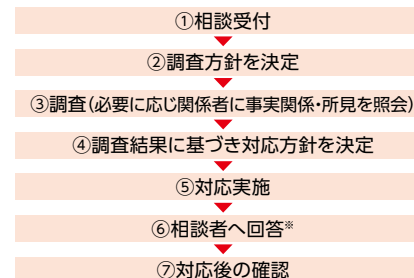 ①相談受付
②調査方針を決定
③調査(必要に応じ関係者に事実関係・所見を照会)
④調査結果に基づき対応方針を決定
⑤対応実施
⑥相談者へ回答※
⑦対応後の確認